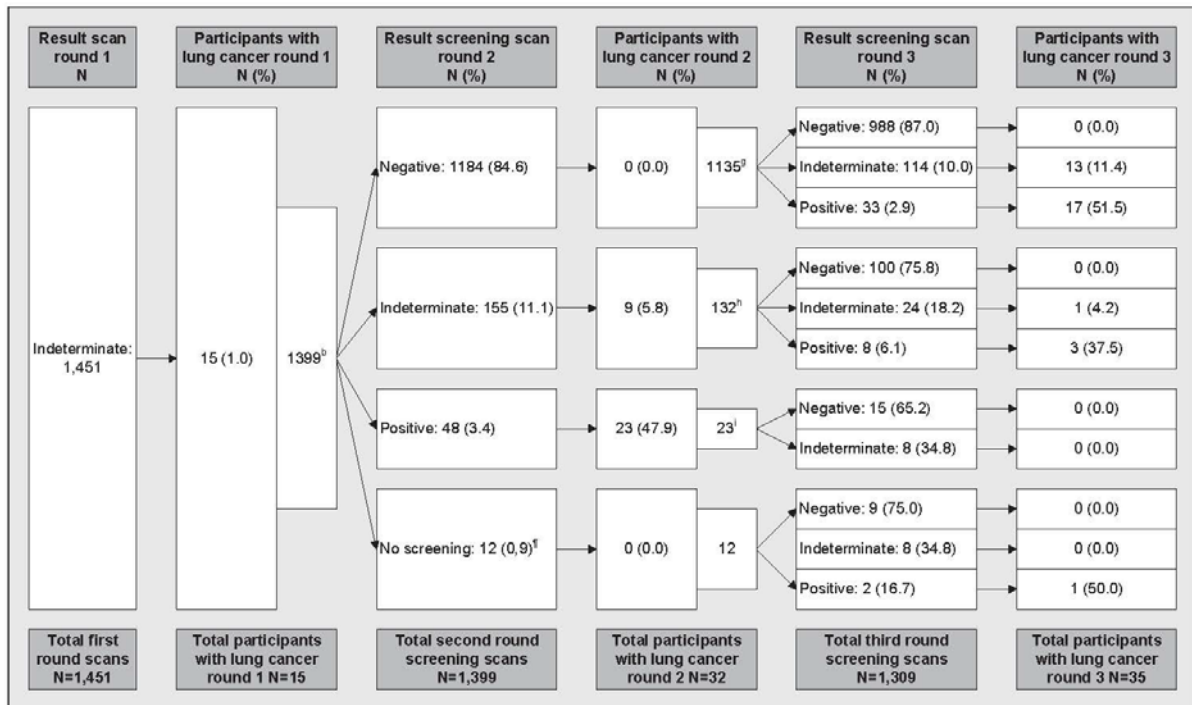 Result scan
round 1
N
Participants with
lung cancer round 1
N (%)
Result screening scan
round 2
N (%)
Participants with
lung cancer round 2
N (%)
Result screening scan
round 3
N (%)
Participants with
lung cancer round 3
N (%)
Indeterminate:
1,451
15 (1.0)
1399ᵇ
Negative: 1184 (84.6)
0 (0.0)
1135ᵍ
Negative: 988 (87.0)
0 (0.0)
Indeterminate: 114 (10.0)
13 (11.4)
Positive: 33 (2.9)
17 (51.5)
Indeterminate: 155 (11.1)
9 (5.8)
132ʰ
Negative: 100 (75.8)
0 (0.0)
Indeterminate: 24 (18.2)
1 (4.2)
Positive: 8 (6.1)
3 (37.5)
Positive: 48 (3.4)
23 (47.9)
23ⁱ
Negative: 15 (65.2)
0 (0.0)
Indeterminate: 8 (34.8)
0 (0.0)
No screening: 12 (0,9)¶
0 (0.0)
12
Negative: 9 (75.0)
0 (0.0)
Indeterminate: 8 (34.8)
0 (0.0)
Positive: 2 (16.7)
1 (50.0)
Total first
round scans
N=1,451
Total participants
with lung cancer
round 1 N=15
Total second round
screening scans
N=1,399
Total participants
with lung cancer
round 2 N=32
Total third round
screening scans
N=1,309
Total participants
with lung cancer
round 3 N=35